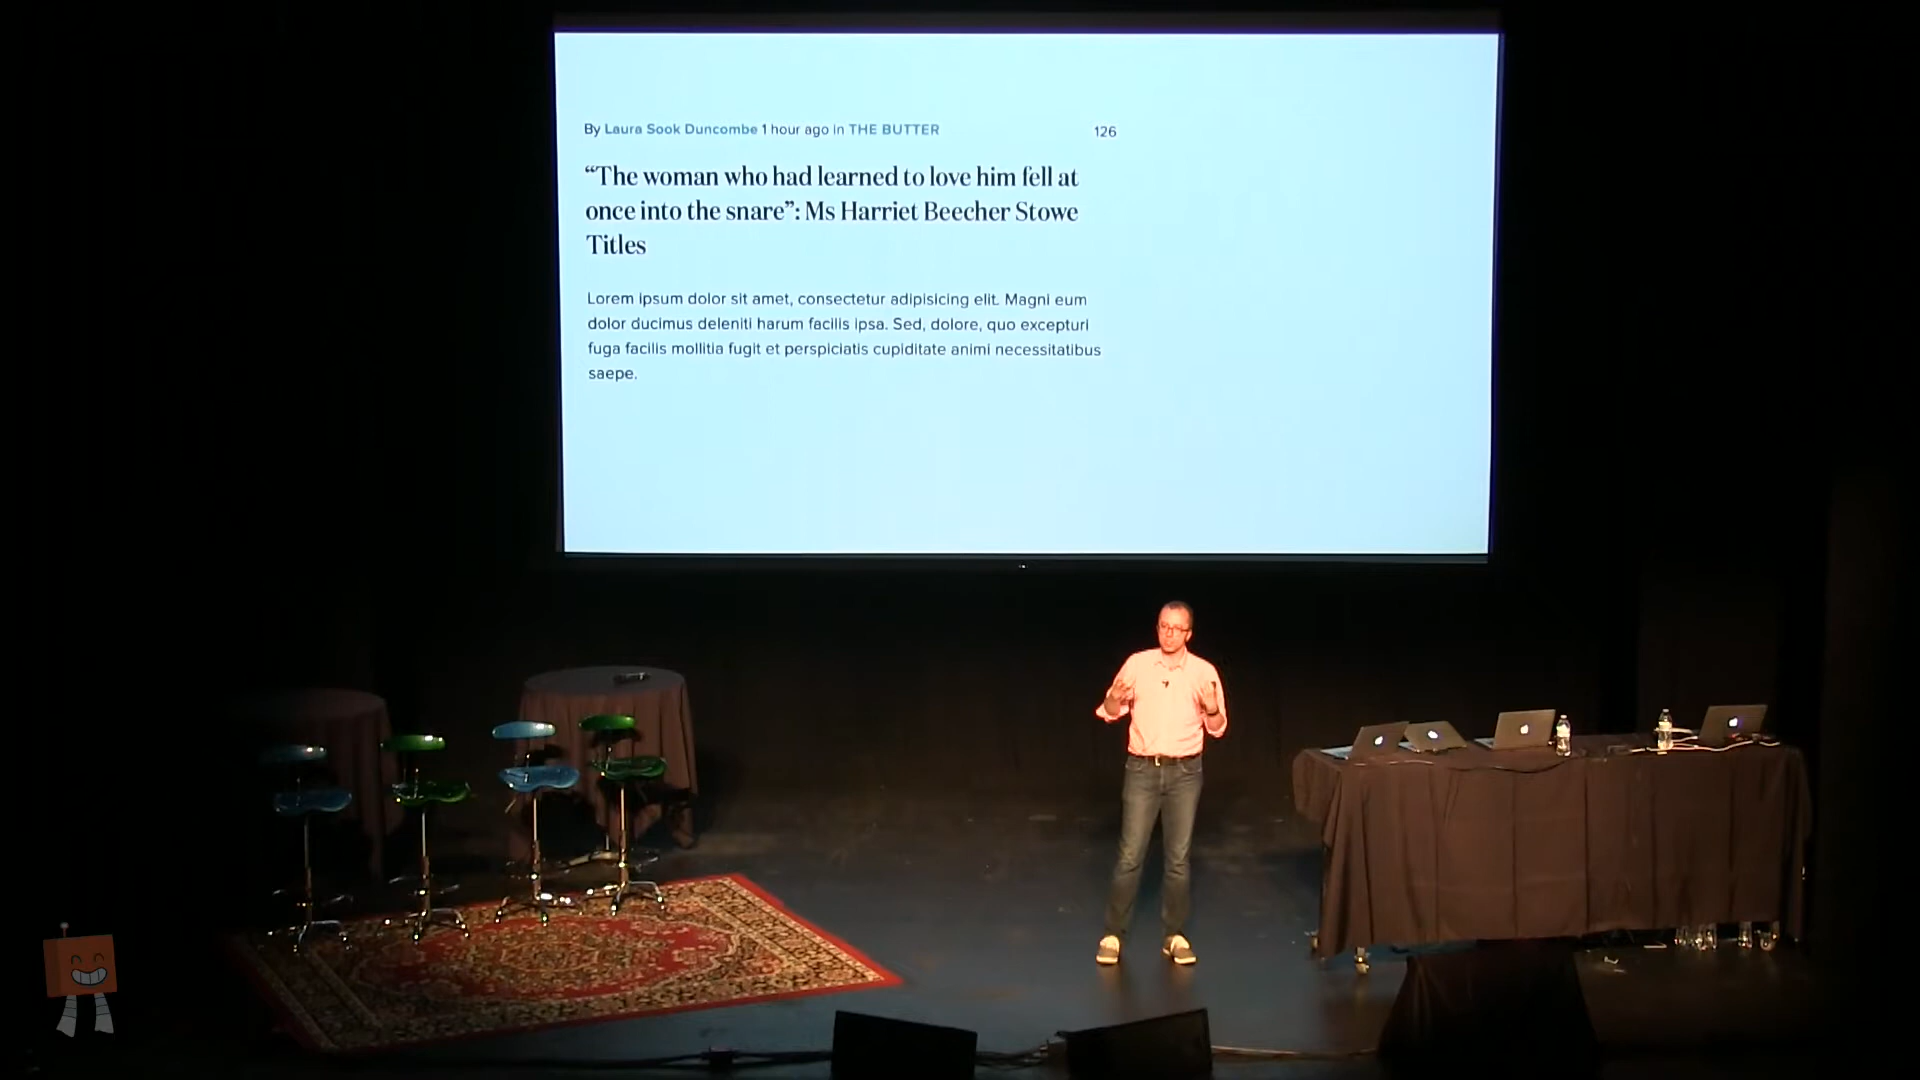 By Laura Sook Duncombe 1 hour ago in THE BUTTER 126
“The woman who had learned to love him fell at
once into the snare”: Ms Harriet Beecher Stowe
Titles
Lorem ipsum dolor sit amet, consectetur adipisicing elit. Magni eum
dolor ducimus deleniti harum facilis ipsa. Sed, dolore, quo excepturi
fuga facilis mollitia fugit et perspiciatis cupiditate animi necessitatibus
saepe.